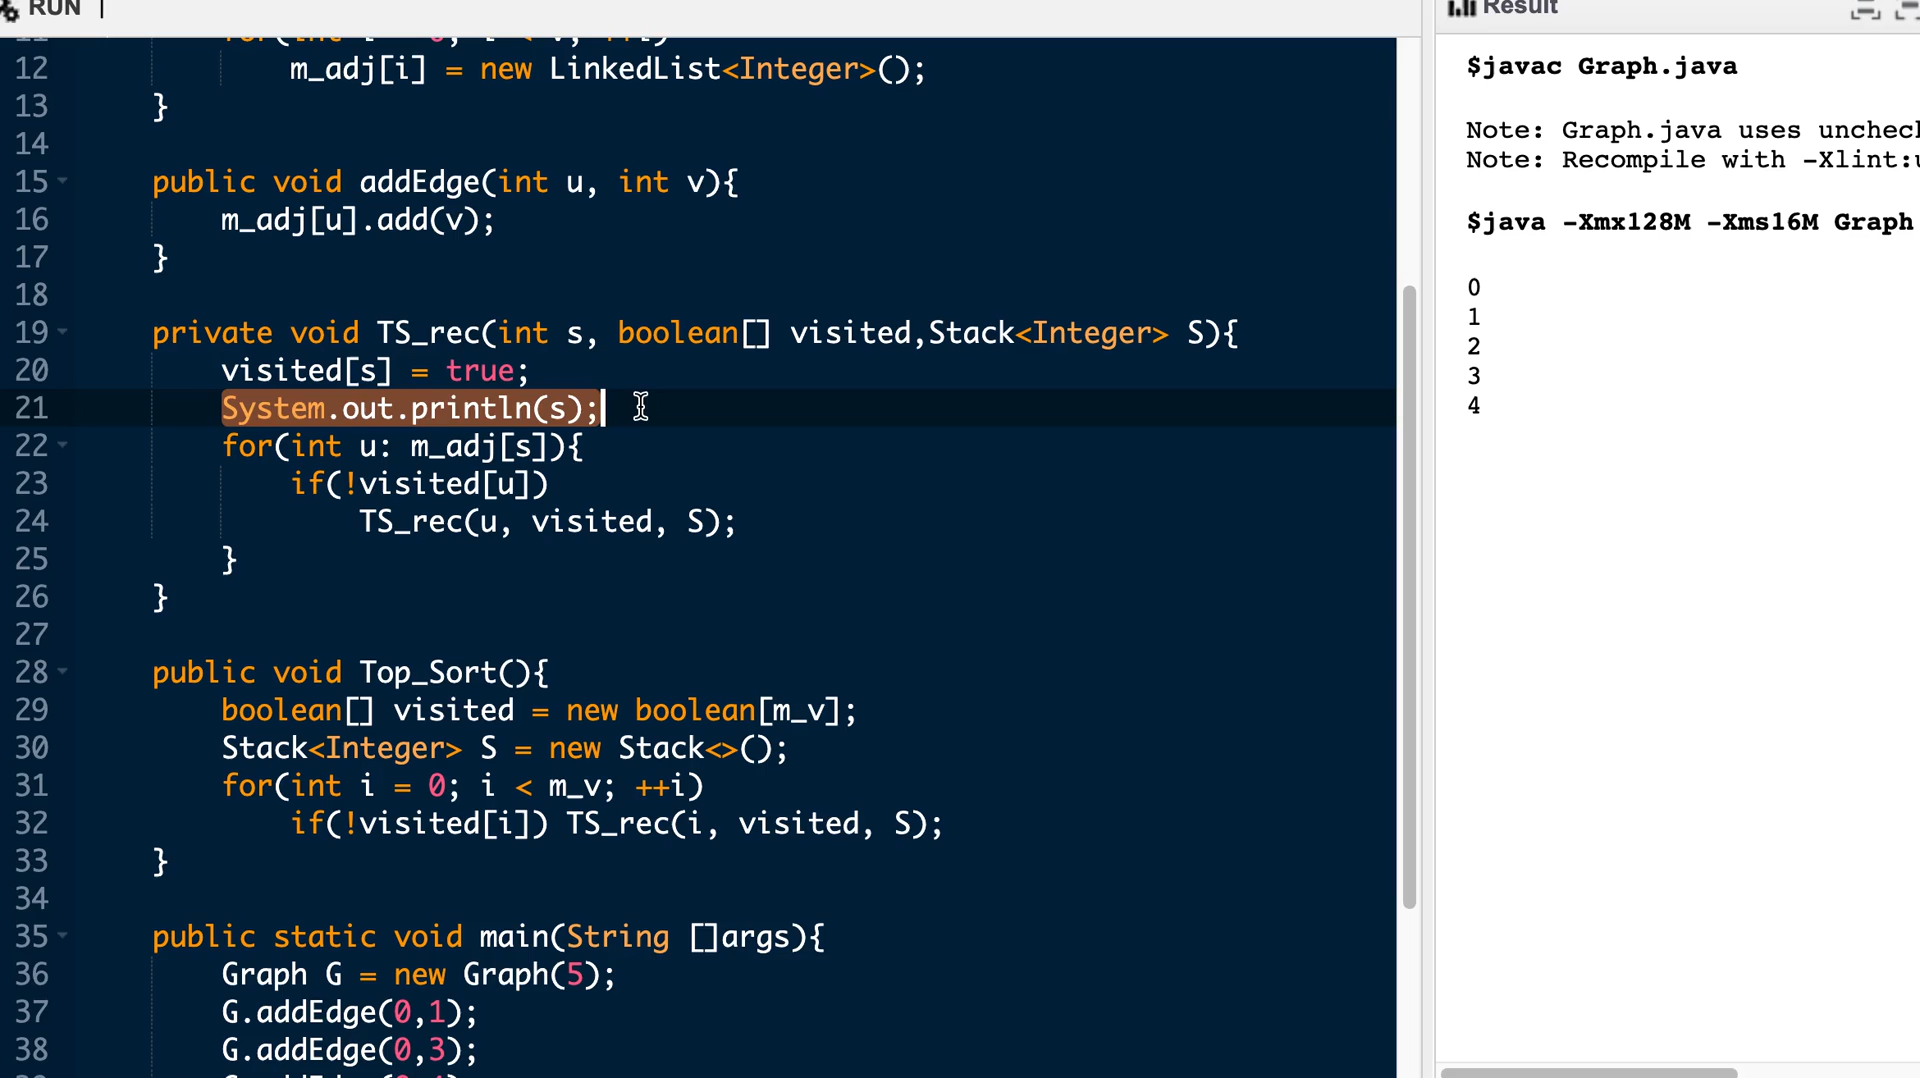 RUN
12 m_adj[i] = new LinkedList<Integer>();
13 }
14
15 public void addEdge(int u, int v){
16 m_adj[u].add(v);
17 }
18
19 private void TS_rec(int s, boolean[] visited,Stack<Integer> S){
20 visited[s] = true;
21 System.out.println(s);
22 for(int u: m_adj[s]){
23 if(!visited[u])
24 TS_rec(u, visited, S);
25 }
26 }
27
28 public void Top_Sort(){
29 boolean[] visited = new boolean[m_v];
30 Stack<Integer> S = new Stack<>();
31 for(int i = 0; i < m_v; ++i)
32 if(!visited[i]) TS_rec(i, visited, S);
33 }
34
35 public static void main(String []args){
36 Graph G = new Graph(5);
37 G.addEdge(0,1);
38 G.addEdge(0,3);
Result
$javac Graph.java
Note: Graph.java uses unchec
Note: Recompile with -Xlint:u
$java -Xmx128M -Xms16M Graph
0
1
2
3
4